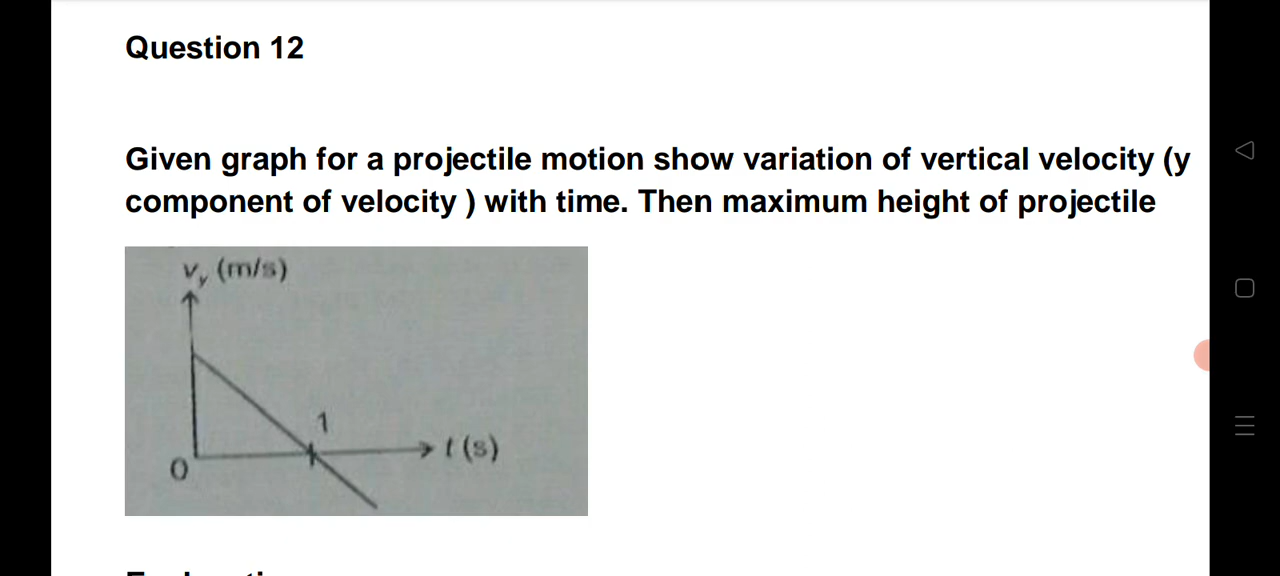 Question 12
Given graph for a projectile motion show variation of vertical velocity (y
component of velocity ) with time. Then maximum height of projectile
vy (m/s)
1
t (s)
0